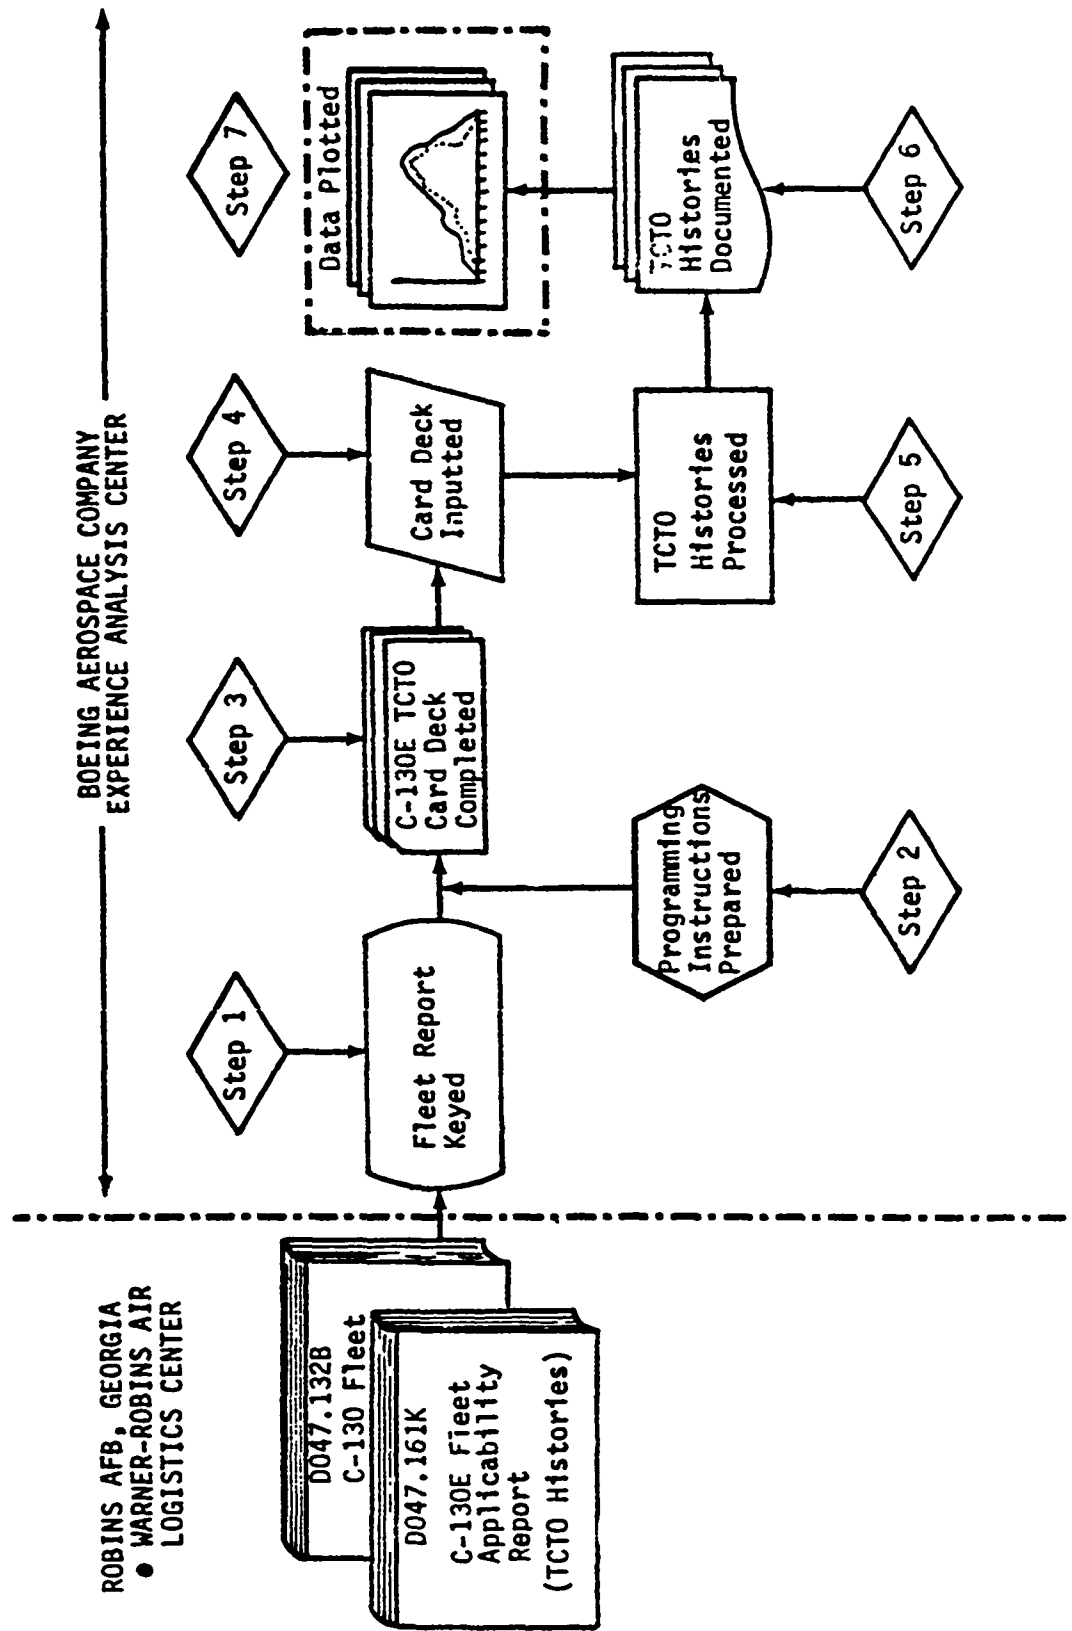 ROBINS AFB, GEORGIA
● WARNER-ROBINS AIR
LOGISTICS CENTER
BOEING AEROSPACE COMPANY
EXPERIENCE ANALYSIS CENTER
D047.132B
C-130 Fleet
D047.161K
C-130E Fleet
Applicability
Report
(TCTO Histories)
Step 1
Fleet Report
Keyed
Step 2
Programming
Instructions
Prepared
Step 3
C-130E TCTO
Card Deck
Completed
Step 4
Card Deck
Inputted
Step 5
TCTO
Histories
Processed
Step 6
TCTO
Histories
Documented
Step 7
Data Plotted